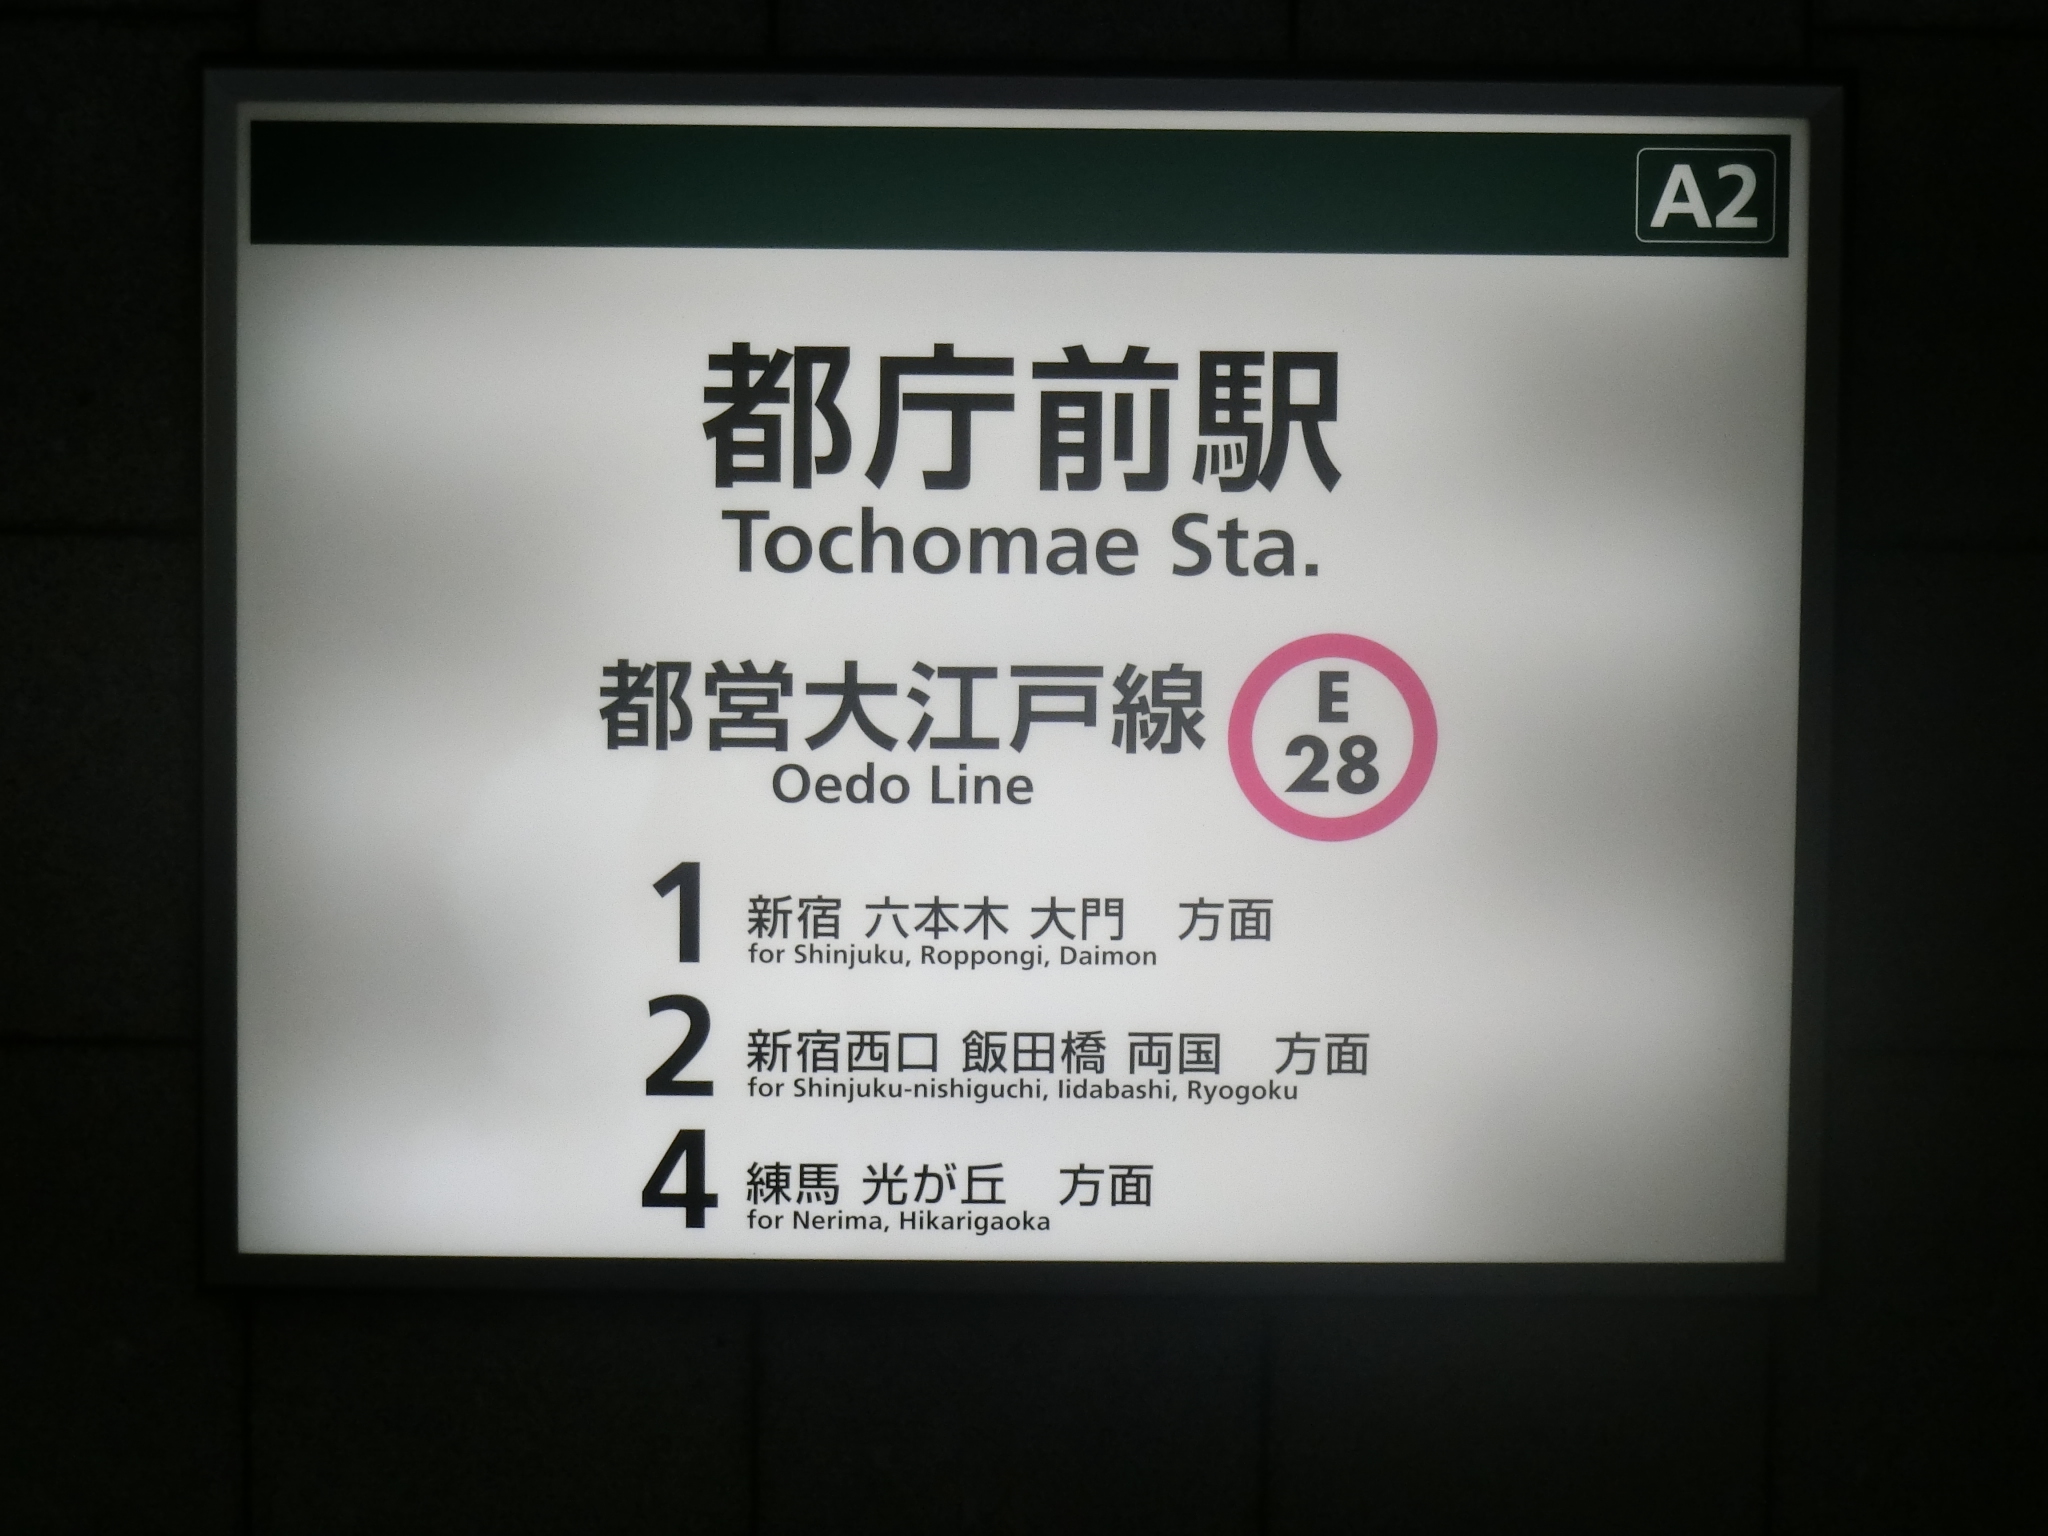 A2
都庁前駅
Tochomae Sta.
都営大江戸線
Oedo Line
E
28
1 新宿 六本木 大門 方面
for Shinjuku, Roppongi, Daimon
2 新宿西口 飯田橋 両国 方面
for Shinjuku-nishiguchi, Iidabashi, Ryogoku
4 練馬 光が丘 方面
for Nerima, Hikarigaoka